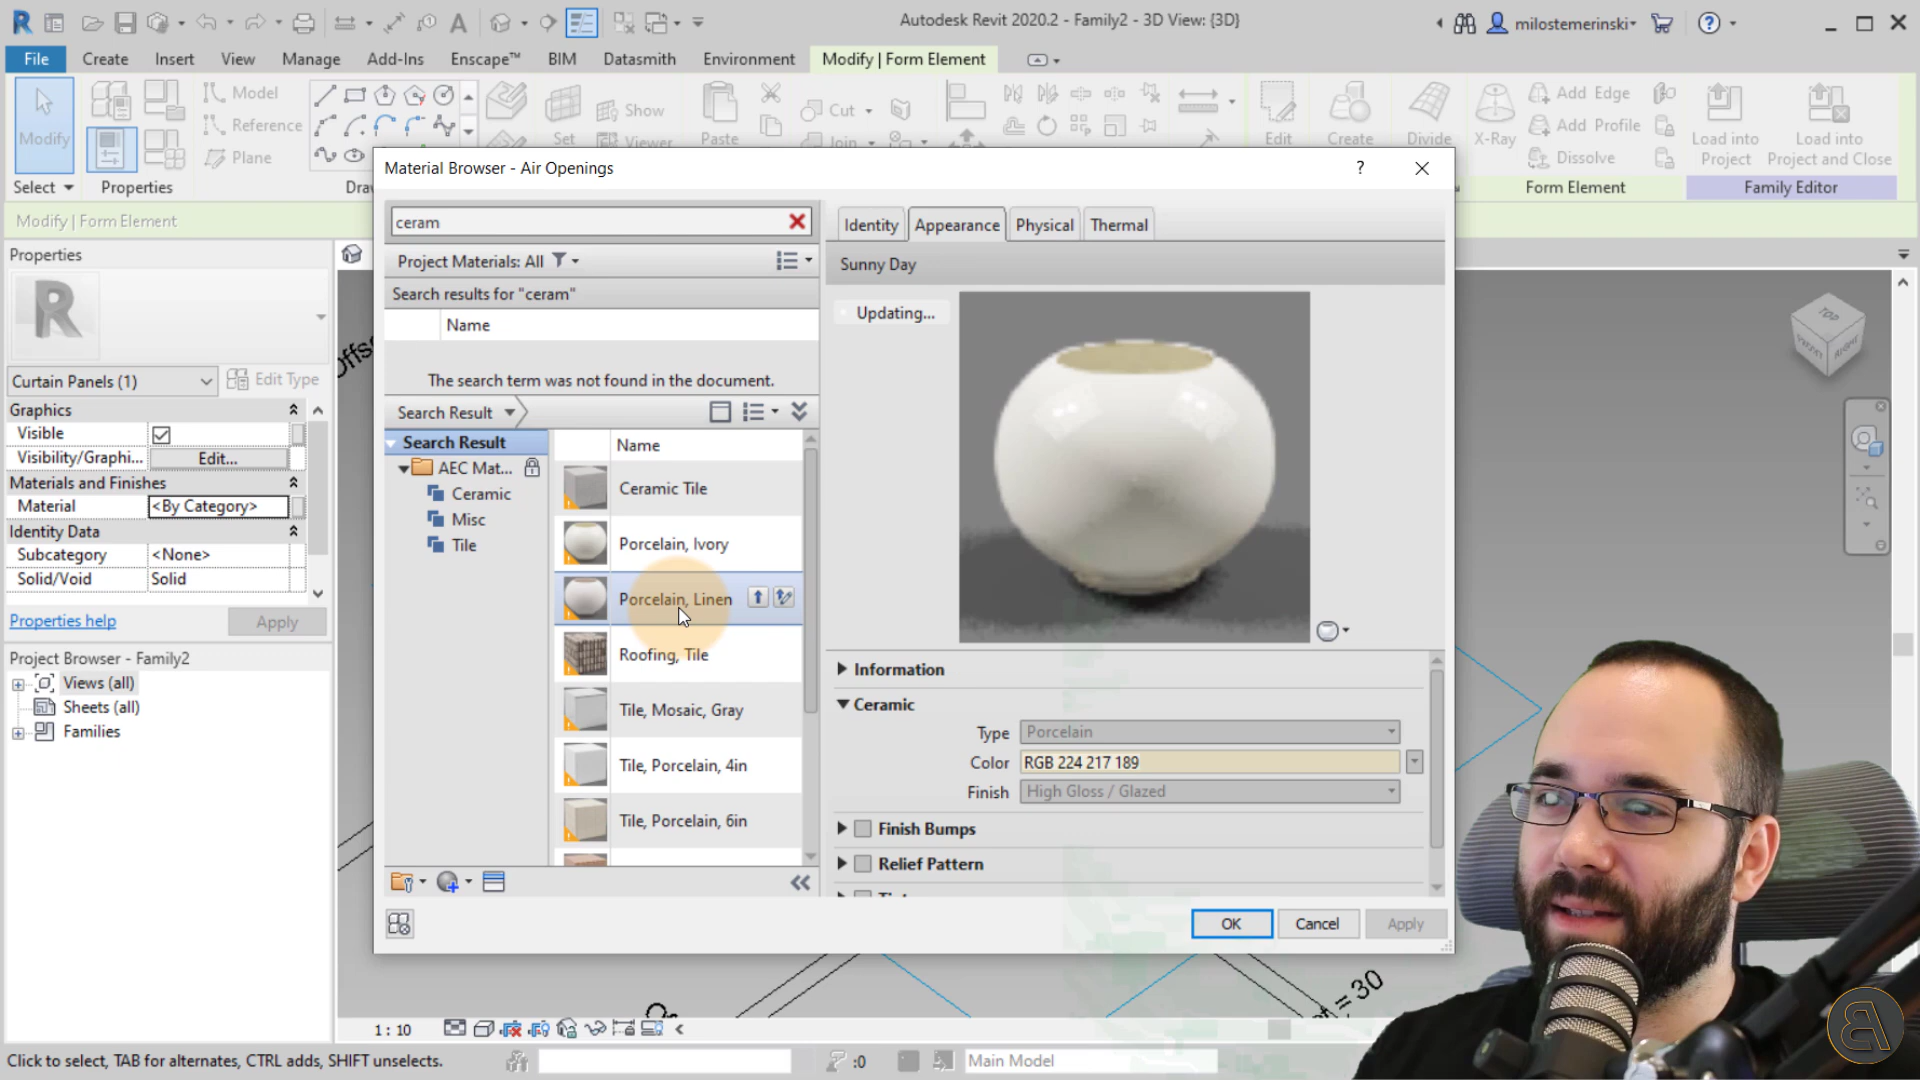 Autodesk Revit 2020.2 - Family2 - 3D View: {3D}
milostemerinski
File Create Insert View Manage Add-Ins Enscape™ BIM Datasmith Environment Modify | Form Element
Modify
Model
Reference
Plane
Set
Show
Viewer
Paste
Cut
Join
Edit
Create
Divide
X-Ray
Add Edge
Add Profile
Dissolve
Load into
Project
Load into
Project and Close
Select
Properties
Form Element
Family Editor
Modify | Form Element
Properties
Curtain Panels (1)
Edit Type
Graphics
Visible
Visibility/Graphi... Edit...
Materials and Finishes
Material <By Category>
Identity Data
Subcategory <None>
Solid/Void Solid
Properties help
Apply
Project Browser - Family2
Views (all)
Sheets (all)
Families
Material Browser - Air Openings
?
ceram
Project Materials: All
Search results for "ceram"
Name
The search term was not found in the document.
Search Result
Search Result
AEC Mat...
Ceramic
Misc
Tile
Name
Ceramic Tile
Porcelain, Ivory
Porcelain, Linen
Roofing, Tile
Tile, Mosaic, Gray
Tile, Porcelain, 4in
Tile, Porcelain, 6in
Identity Appearance Physical Thermal
Sunny Day
Updating...
Information
Ceramic
Type Porcelain
Color RGB 224 217 189
Finish High Gloss / Glazed
Finish Bumps
Relief Pattern
OK Cancel Apply
TOP
= 30
1 : 10
Click to select, TAB for alternates, CTRL adds, SHIFT unselects.
:0
Main Model